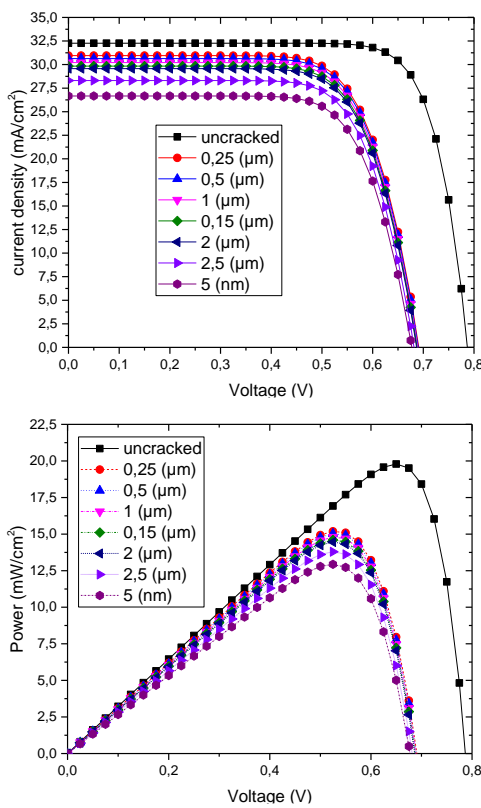 35,0
32,5
30,0
27,5
25,0
22,5
20,0
17,5
15,0
12,5
10,0
7,5
5,0
2,5
0,0
current density (mA/cm²)
uncracked
0,25 (µm)
0,5 (µm)
1 (µm)
0,15 (µm)
2 (µm)
2,5 (µm)
5 (nm)
0,0 0,1 0,2 0,3 0,4 0,5 0,6 0,7 0,8
Voltage (V)
22,5
20,0
17,5
15,0
12,5
10,0
7,5
5,0
2,5
0,0
Power (mW/cm²)
uncracked
0,25 (µm)
0,5 (µm)
1 (µm)
0,15 (µm)
2 (µm)
2,5 (µm)
5 (nm)
0,0 0,2 0,4 0,6 0,8
Voltage (V)